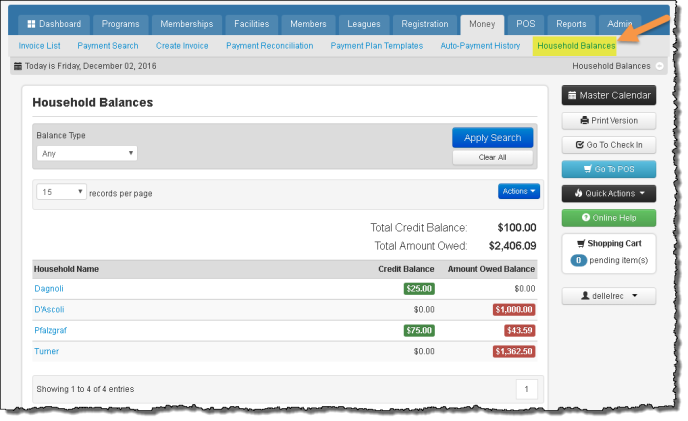 Dashboard Programs Memberships Facilities Members Leagues Registration Money POS Reports Admin
Invoice List Payment Search Create Invoice Payment Reconciliation Payment Plan Templates Auto-Payment History Household Balances
Today is Friday, December 02, 2016 Household Balances
Household Balances
Balance Type
Any
Apply Search
Clear All
15 records per page
Actions
Total Credit Balance: $100.00
Total Amount Owed: $2,406.09
Household Name Credit Balance Amount Owed Balance
Dagnoli $25.00 $0.00
D'Ascoli $0.00 $1,000.00
Pfalzgraf $75.00 $43.59
Turner $0.00 $1,362.50
Showing 1 to 4 of 4 entries 1
Master Calendar
Print Version
Go To Check In
Go To POS
Quick Actions
Online Help
Shopping Cart
0 pending item(s)
dellelrec